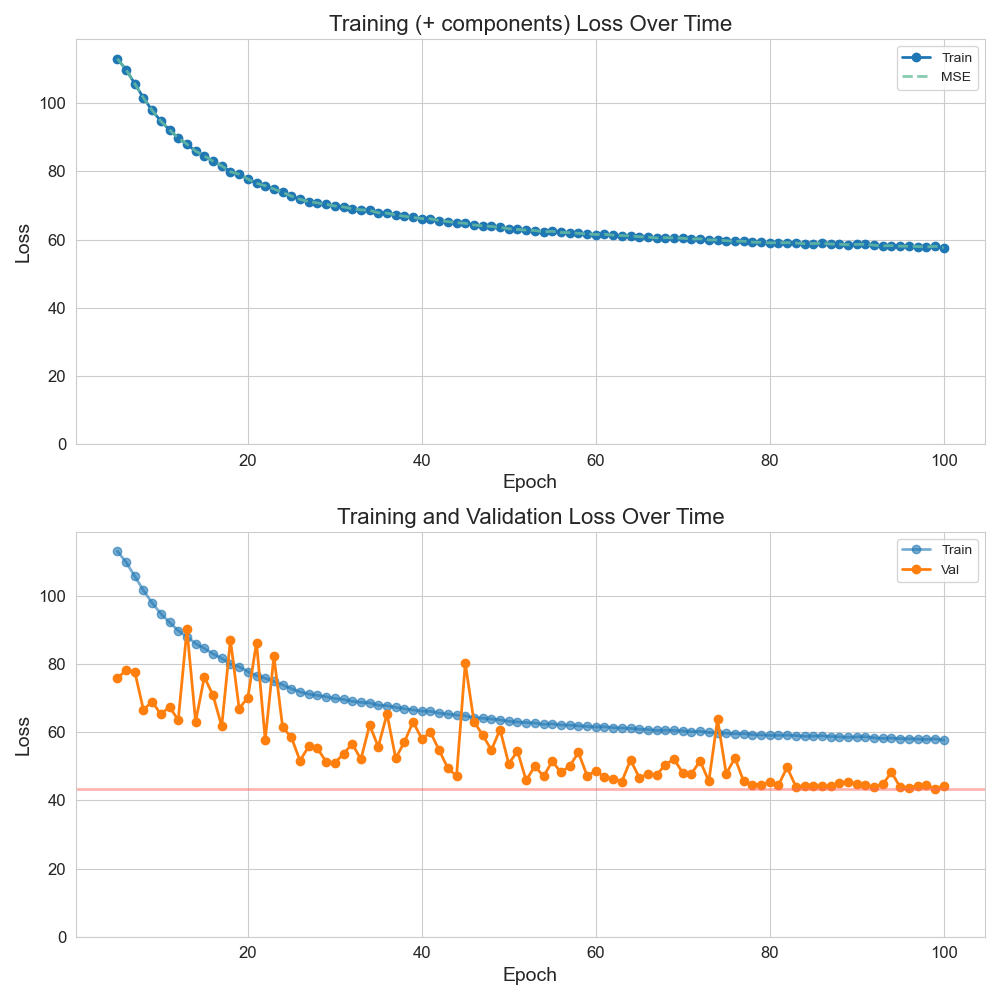 Training (+ components) Loss Over Time
Train
MSE
Loss
100
80
60
40
20
0
20 40 60 80 100
Epoch
Training and Validation Loss Over Time
Train
Val
Loss
100
80
60
40
20
0
20 40 60 80 100
Epoch